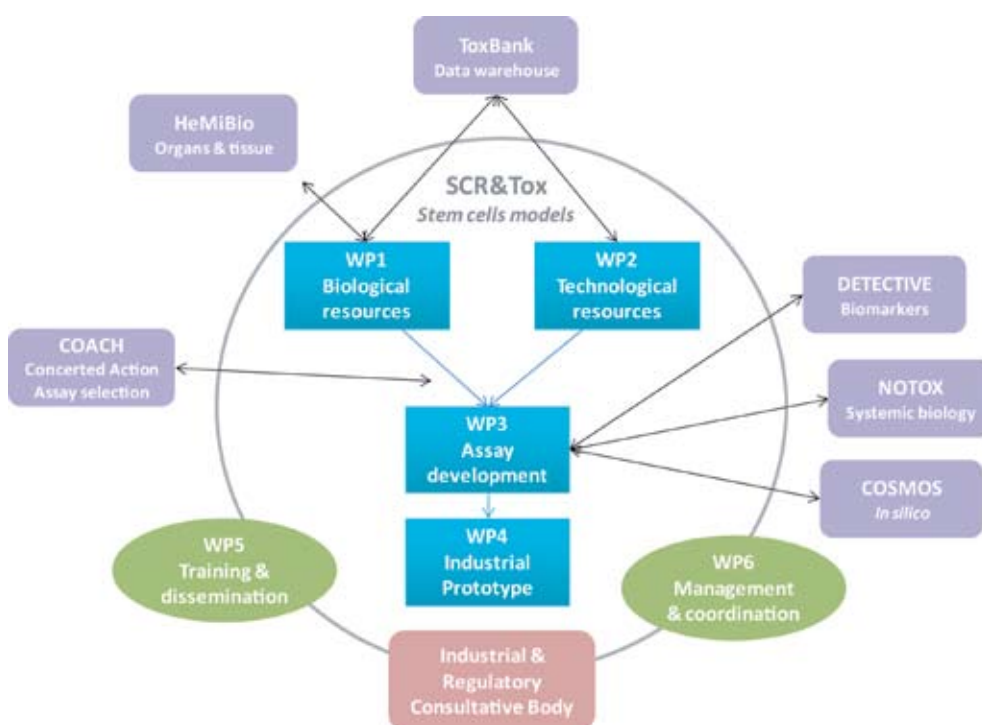 ToxBank
Data warehouse
HeMiBio
Organs & tissue
SCR&Tox
Stem cells models
WP1
Biological
resources
WP2
Technological
resources
DETECTIVE
Biomarkers
COACH
Concerted Action
Assay selection
NOTOX
Systemic biology
WP3
Assay
development
COSMOS
In silico
WP4
Industrial
Prototype
WP5
Training &
dissemination
WP6
Management
& coordination
Industrial &
Regulatory
Consultative Body